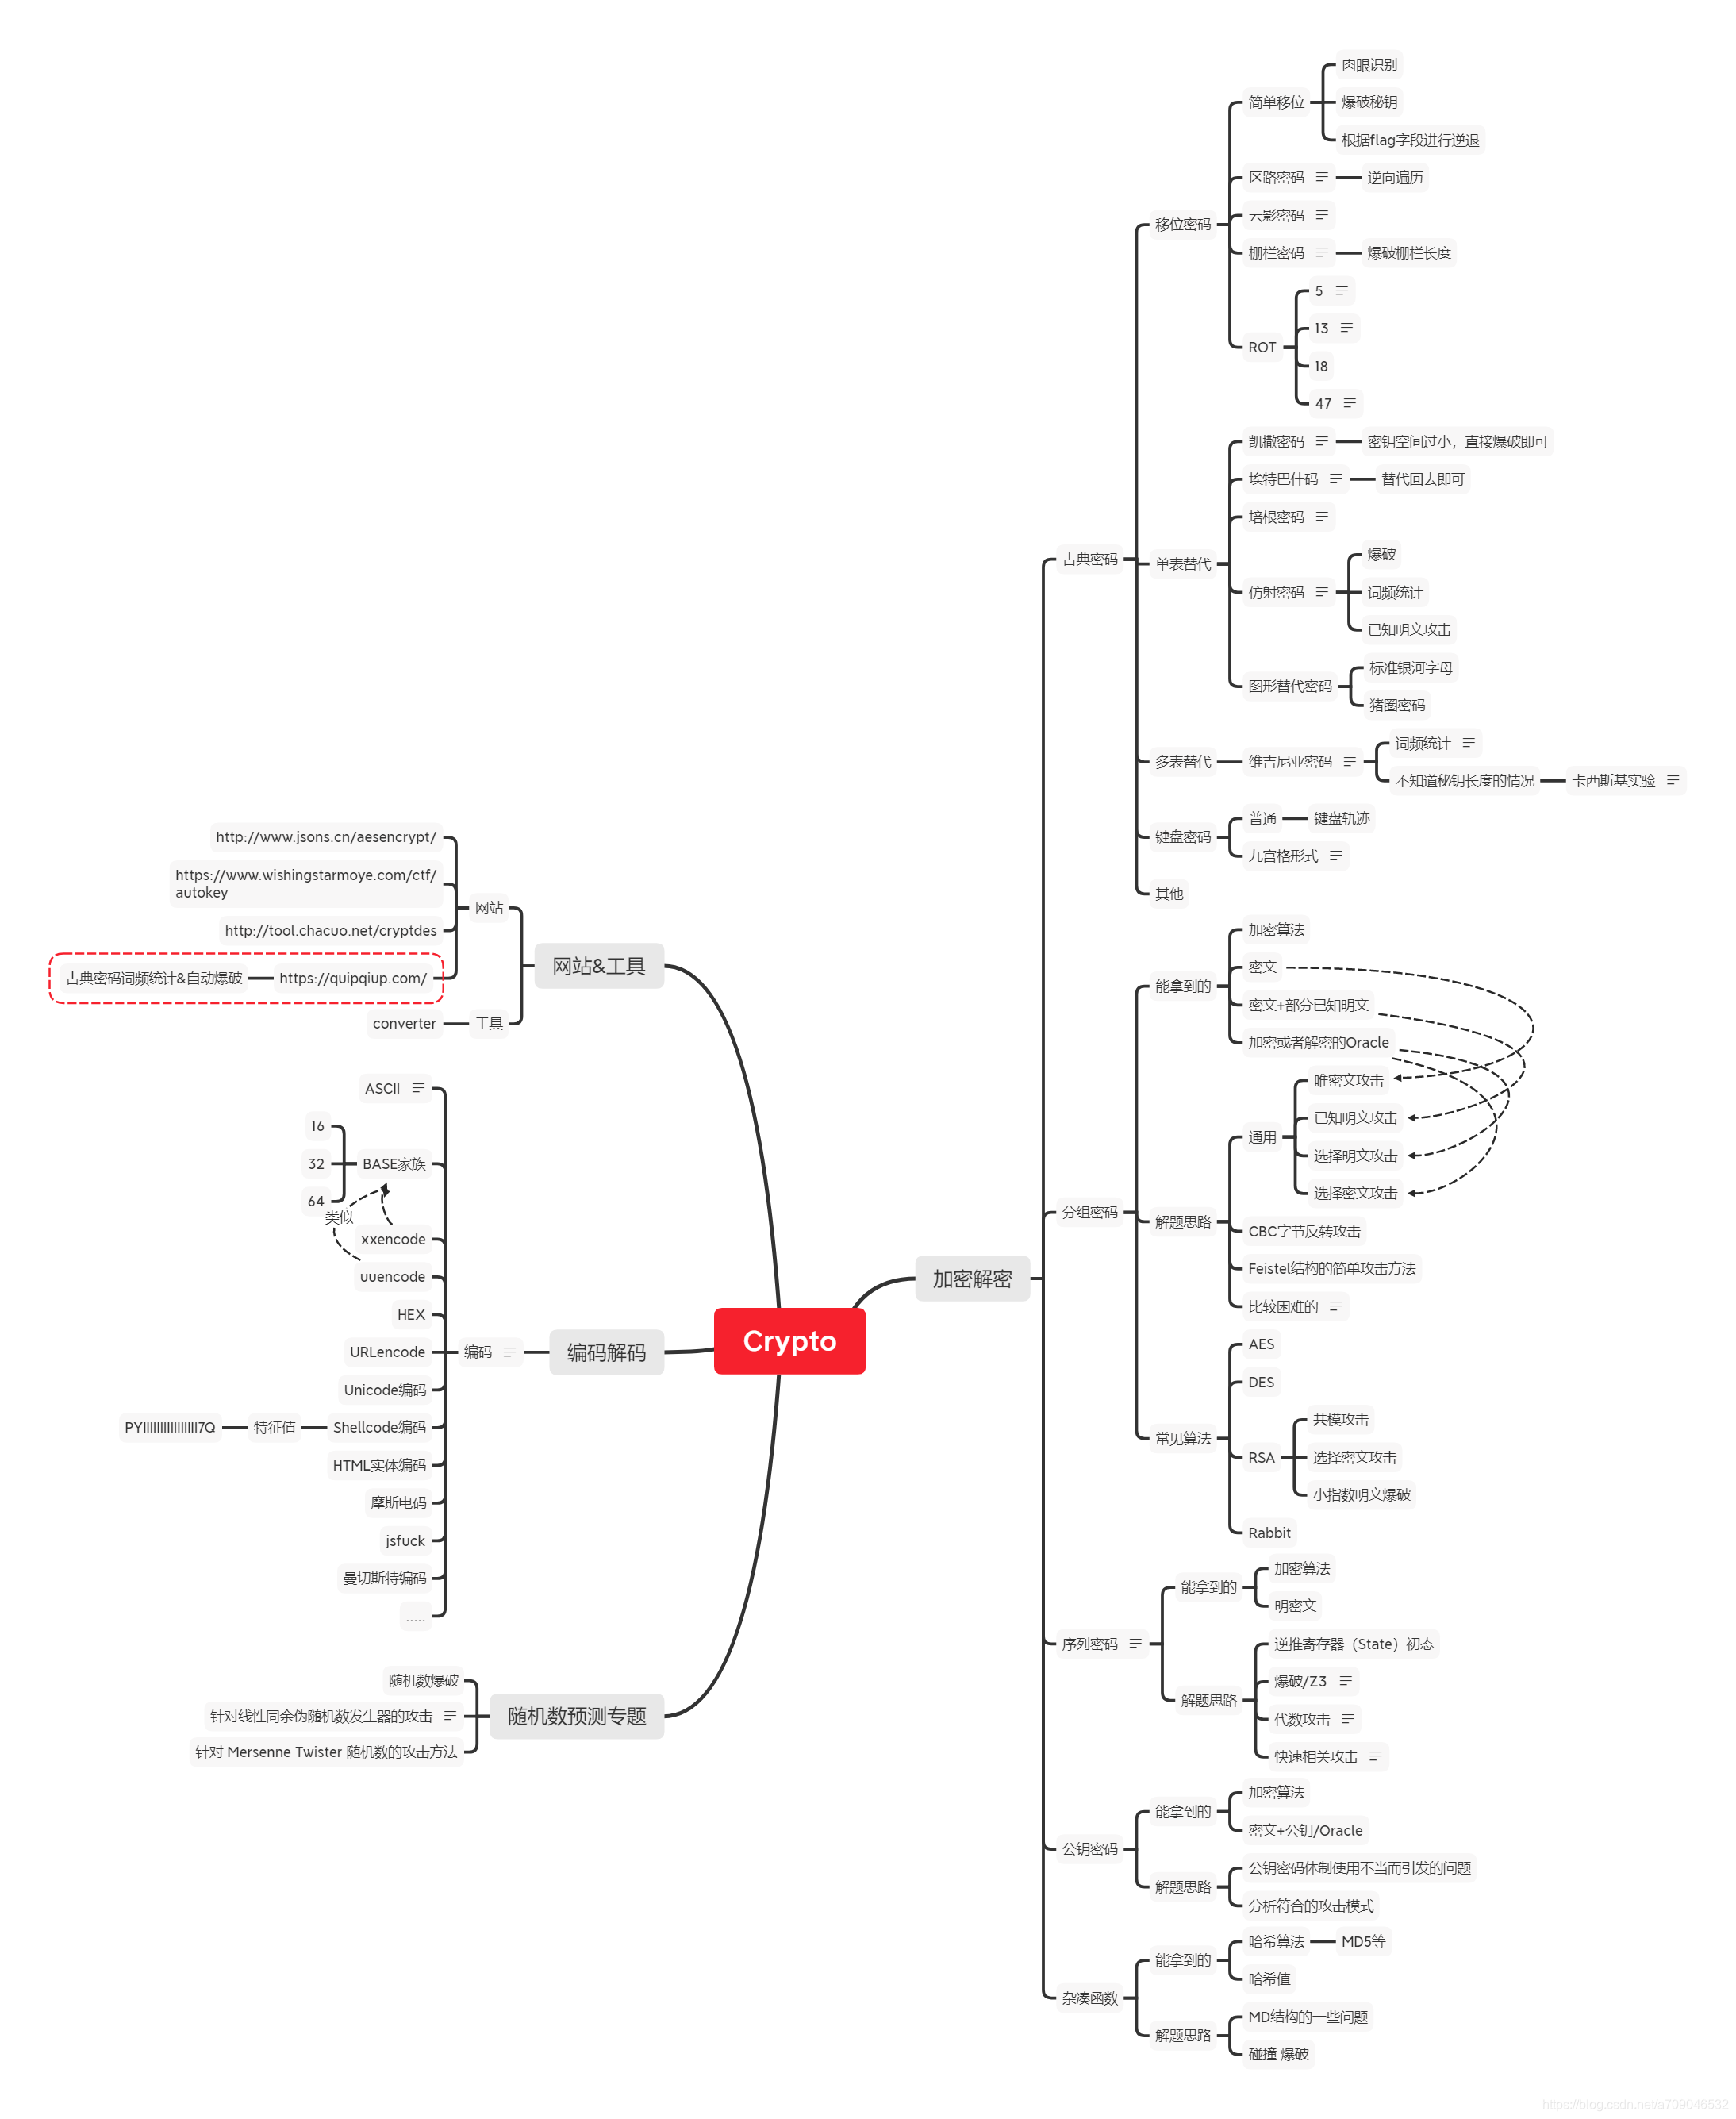 Crypto
加密解密
古典密码
移位密码
简单移位
肉眼识别
爆破秘钥
根据flag字段进行逆退
区路密码
逆向遍历
云影密码
栅栏密码
爆破栅栏长度
ROT
5
13
18
47
单表替代
凯撒密码
密钥空间过小，直接爆破即可
埃特巴什码
替代回去即可
培根密码
仿射密码
爆破
词频统计
已知明文攻击
图形替代密码
标准银河字母
猪圈密码
多表替代
维吉尼亚密码
词频统计
不知道秘钥长度的情况
卡西斯基实验
键盘密码
普通
键盘轨迹
九宫格形式
其他
分组密码
能拿到的
加密算法
密文
密文+部分已知明文
加密或者解密的Oracle
解题思路
通用
唯密文攻击
已知明文攻击
选择明文攻击
选择密文攻击
CBC字节反转攻击
Feistel结构的简单攻击方法
比较困难的
常见算法
AES
DES
RSA
共模攻击
选择密文攻击
小指数明文爆破
Rabbit
序列密码
能拿到的
加密算法
明密文
解题思路
逆推寄存器（State）初态
爆破/Z3
代数攻击
快速相关攻击
公钥密码
能拿到的
加密算法
密文+公钥/Oracle
解题思路
公钥密码体制使用不当而引发的问题
分析符合的攻击模式
杂凑函数
能拿到的
哈希算法
MD5等
哈希值
解题思路
MD结构的一些问题
碰撞 爆破
网站&工具
网站
http://www.jsons.cn/aesencrypt/
https://www.wishingstarmoye.com/ctf/
autokey
http://tool.chacuo.net/cryptdes
https://quipqiup.com/
古典密码词频统计&自动爆破
工具
converter
编码解码
编码
ASCII
BASE家族
16
32
64
类似
xxencode
uuencode
HEX
URLencode
Unicode编码
Shellcode编码
特征值
PYIIIIIIIIIIIIIIII7Q
HTML实体编码
摩斯电码
jsfuck
曼切斯特编码
.....
随机数预测专题
随机数爆破
针对线性同余伪随机数发生器的攻击
针对 Mersenne Twister 随机数的攻击方法
https://blog.csdn.net/a709046532